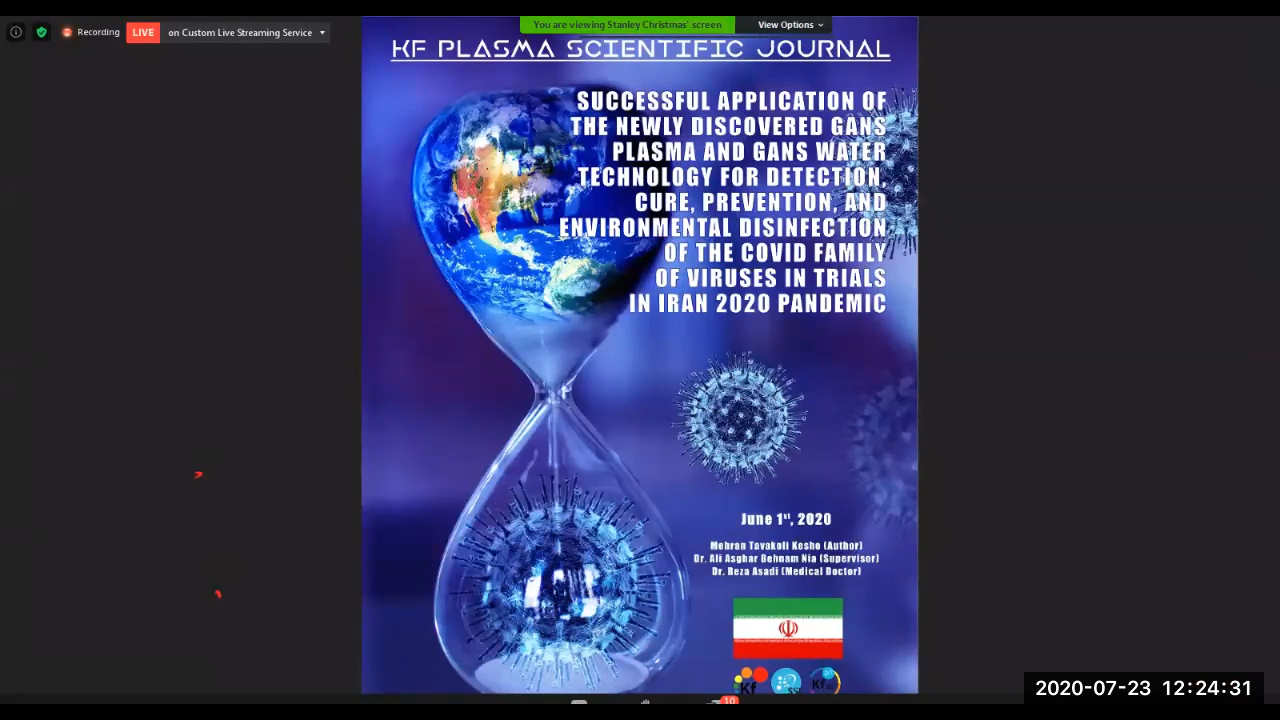 You are viewing Stanley Christmas' screen
View Options
Recording
LIVE
on Custom Live Streaming Service
KF PLASMA SCIENTIFIC JOURNAL
SUCCESSFUL APPLICATION OF
THE NEWLY DISCOVERED GANS
PLASMA AND GANS WATER
TECHNOLOGY FOR DETECTION,
CURE, PREVENTION, AND
ENVIRONMENTAL DISINFECTION
OF THE COVID FAMILY
OF VIRUSES IN TRIALS
IN IRAN 2020 PANDEMIC
June 1st, 2020
Mehran Tavakoli Keshe (Author)
Dr. Ali Asghar Behnam Nia (Supervisor)
Dr. Reza Asadi (Medical Doctor)
Kf
Kf
10
2020-07-23 12:24:31